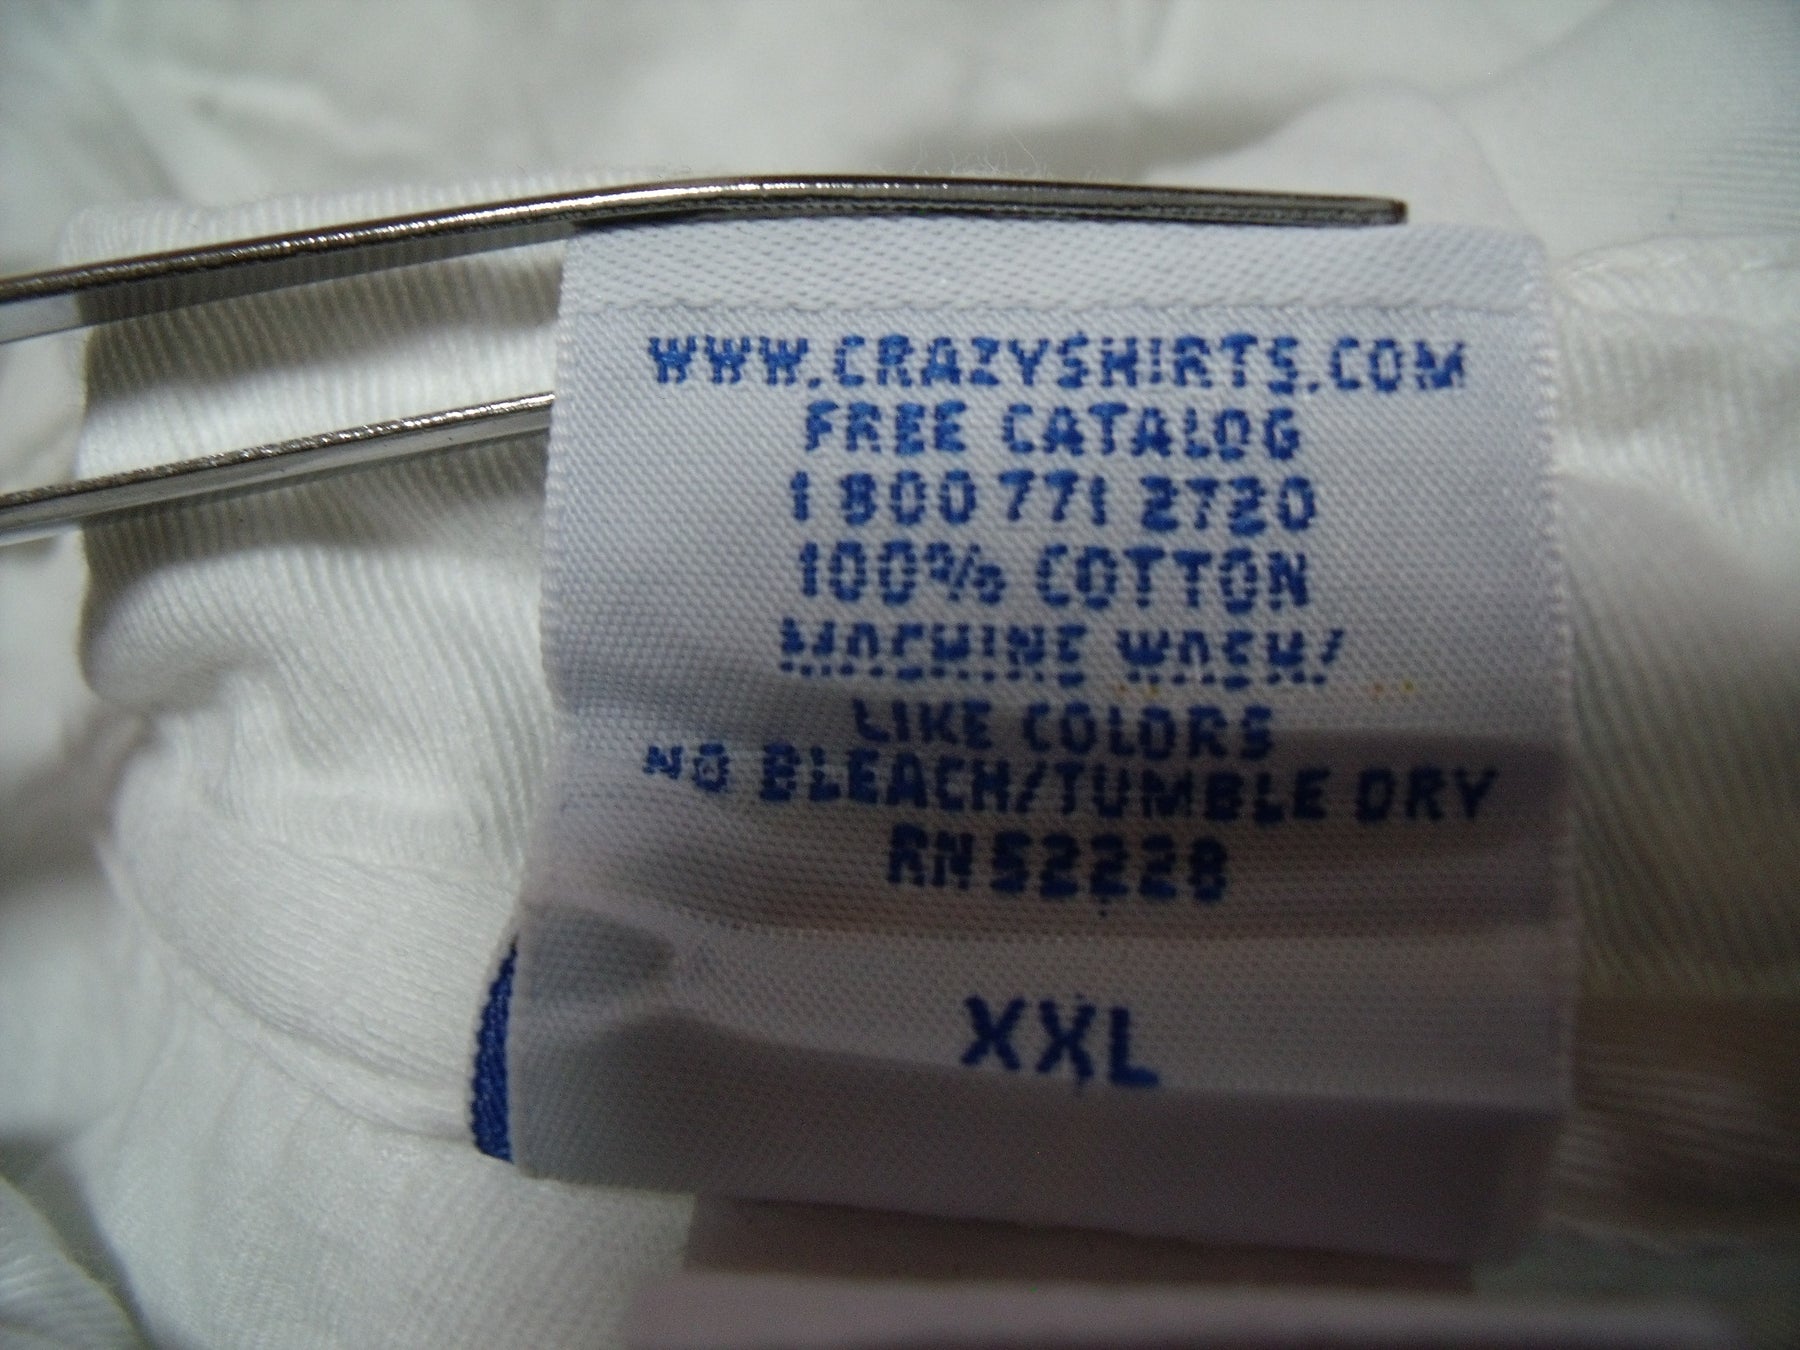 WWW.CRAZYSHIRTS.COM
FREE CATALOG
1 800 771 2720
100% COTTON
MACHINE WASH/
LIKE COLORS
NO BLEACH/TUMBLE DRY
RN 52228
XXL